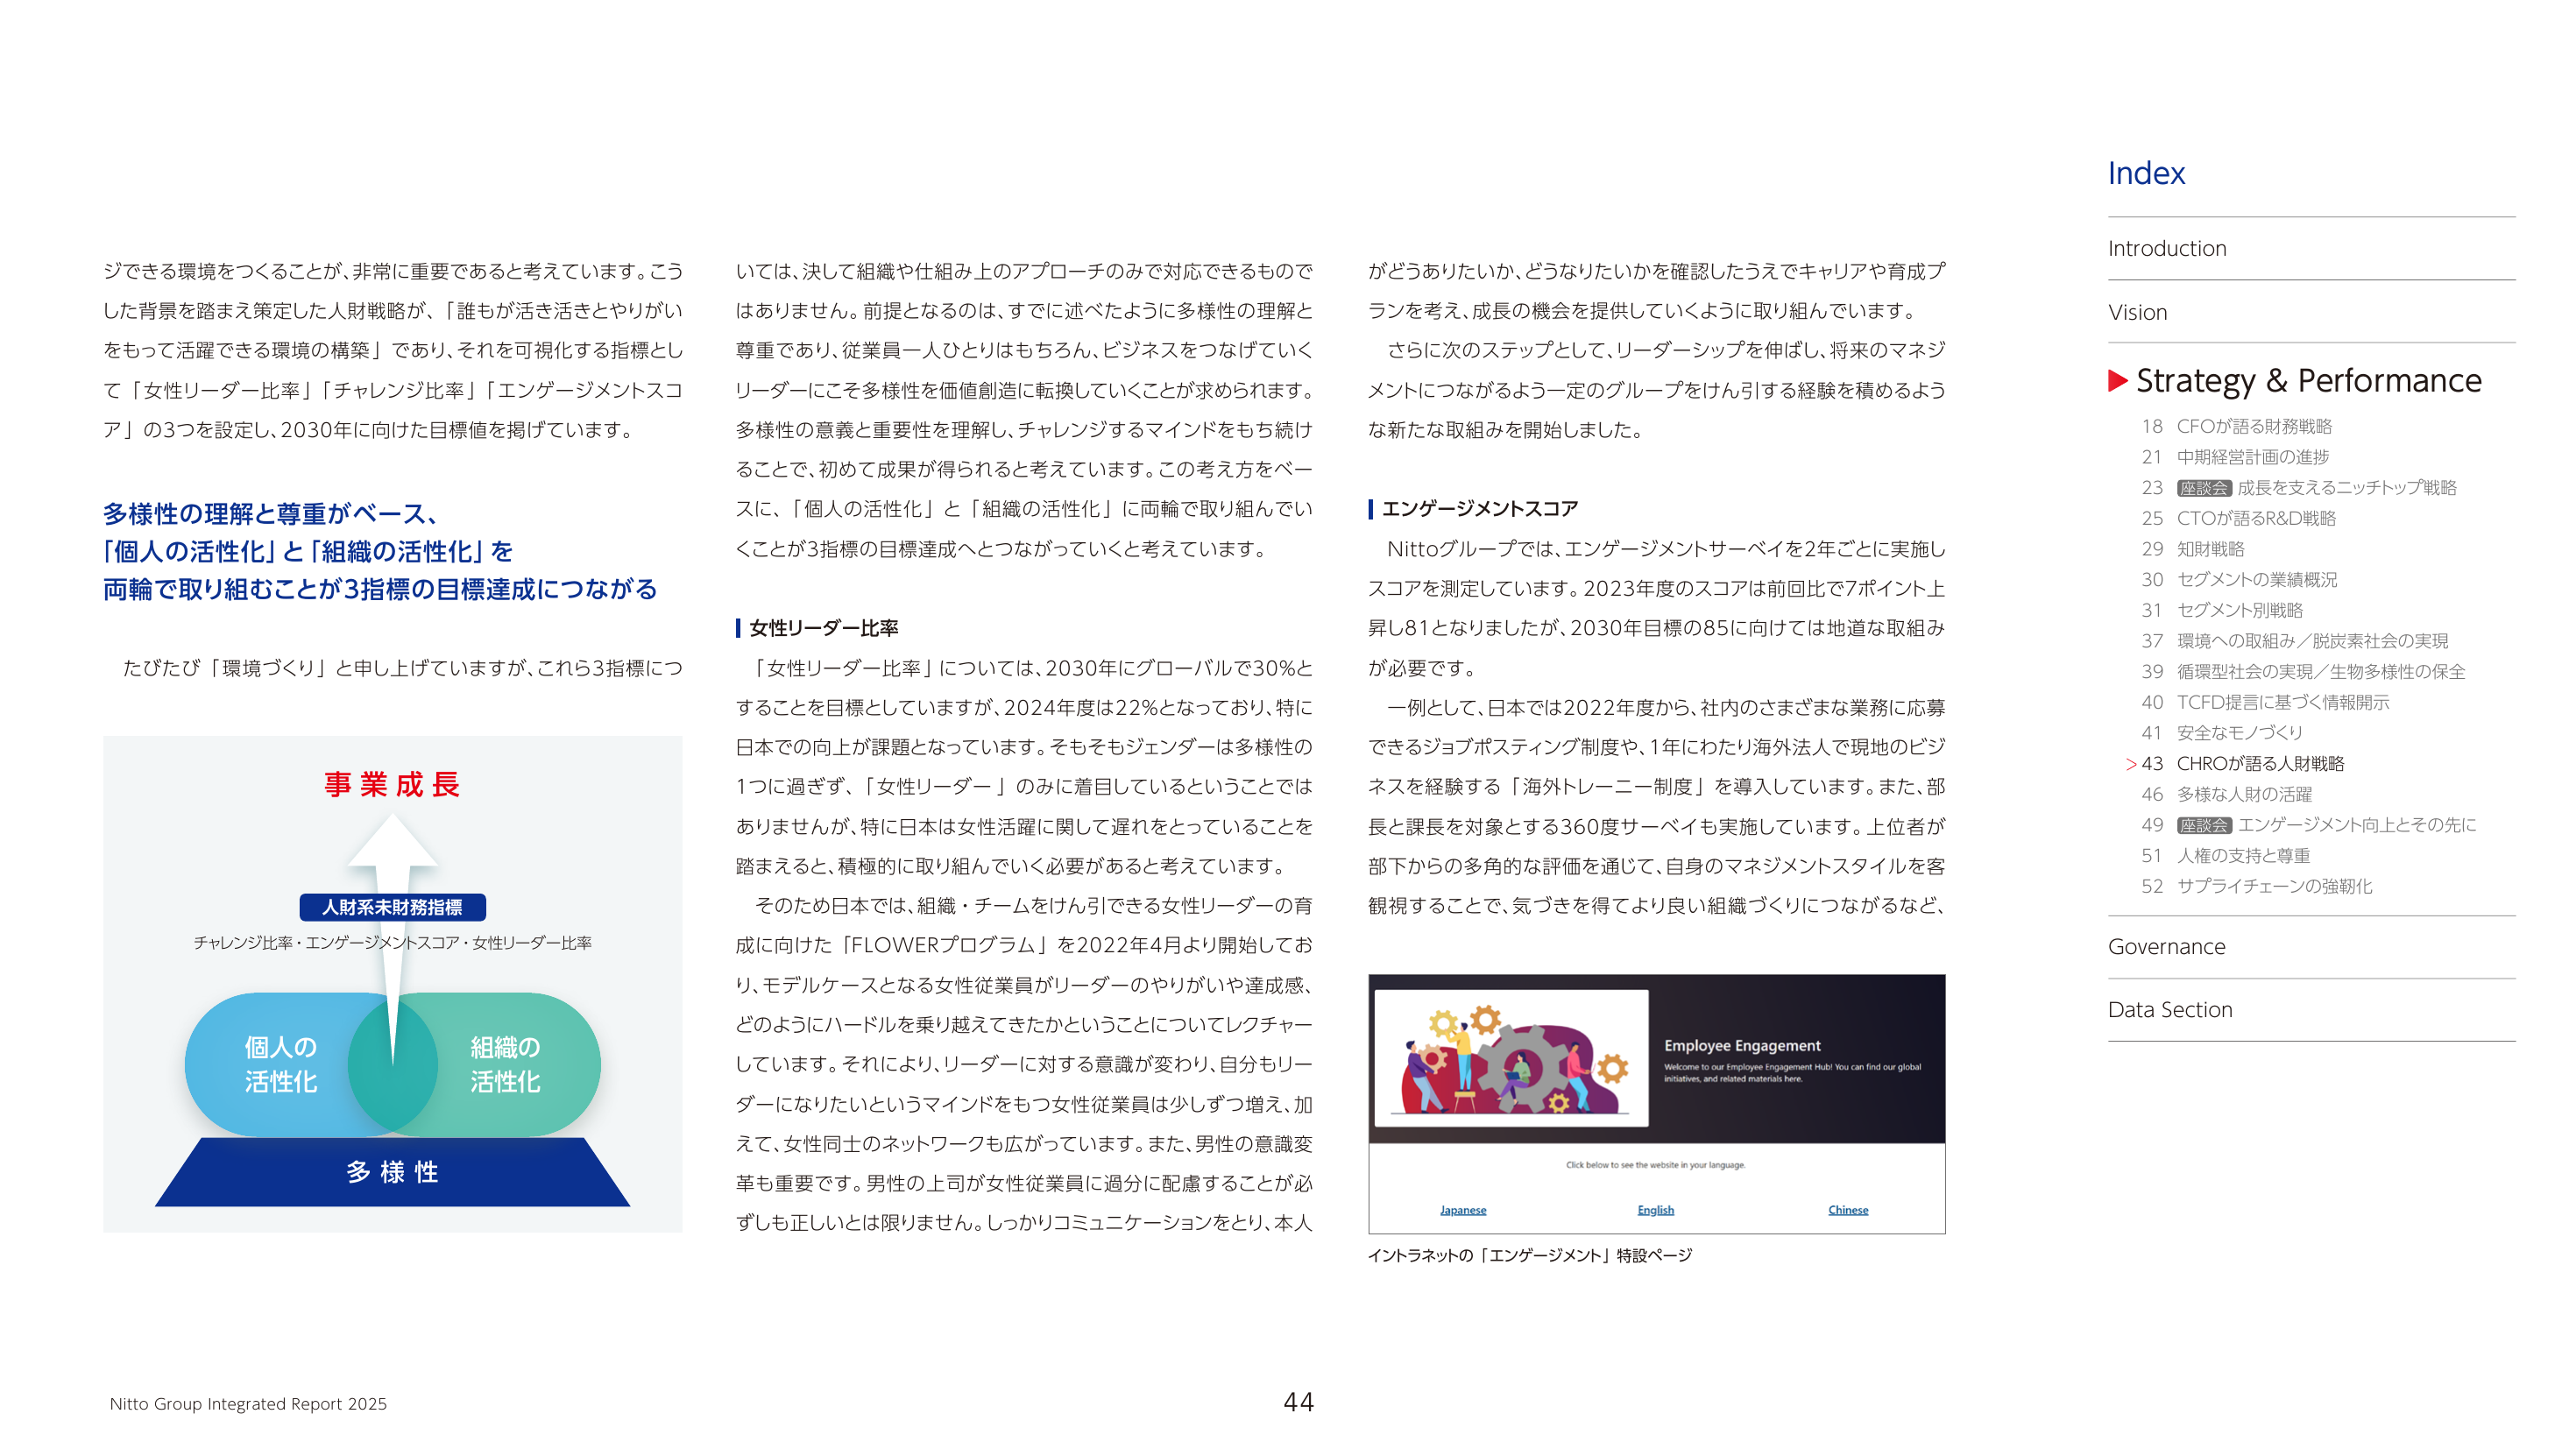 ジできる環境をつくることが、非常に重要であると考えています。こう
した背景を踏まえ策定した人財戦略が、「誰もが活き活きとやりがい
をもって活躍できる環境の構築」であり、それを可視化する指標とし
て「女性リーダー比率」「チャレンジ比率」「エンゲージメントスコ
ア」の3つを設定し、2030年に向けた目標値を掲げています。
多様性の理解と尊重がベース、
「個人の活性化」と「組織の活性化」を
両輪で取り組むことが3指標の目標達成につながる
たびたび「環境づくり」と申し上げていますが、これら3指標につ
事業成長
人財系未財務指標
チャレンジ比率・エンゲージメントスコア・女性リーダー比率
個人の
活性化
組織の
活性化
多様性
いては、決して組織や仕組み上のアプローチのみで対応できるもので
はありません。前提となるのは、すでに述べたように多様性の理解と
尊重であり、従業員一人ひとりはもちろん、ビジネスをつなげていく
リーダーにこそ多様性を価値創造に転換していくことが求められます。
多様性の意義と重要性を理解し、チャレンジするマインドをもち続け
ることで、初めて成果が得られると考えています。この考え方をベー
スに、「個人の活性化」と「組織の活性化」に両輪で取り組んでい
くことが3指標の目標達成へとつながっていくと考えています。
女性リーダー比率
「女性リーダー比率」については、2030年にグローバルで30%と
することを目標としていますが、2024年度は22%となっており、特に
日本での向上が課題となっています。そもそもジェンダーは多様性の
1つに過ぎず、「女性リーダー」のみに着目しているということでは
ありませんが、特に日本は女性活躍に関して遅れをとっていることを
踏まえると、積極的に取り組んでいく必要があると考えています。
そのため日本では、組織・チームをけん引できる女性リーダーの育
成に向けた「FLOWERプログラム」を2022年4月より開始してお
り、モデルケースとなる女性従業員がリーダーのやりがいや達成感、
どのようにハードルを乗り越えてきたかということについてレクチャー
しています。それにより、リーダーに対する意識が変わり、自分もリー
ダーになりたいというマインドをもつ女性従業員は少しずつ増え、加
えて、女性同士のネットワークも広がっています。また、男性の意識変
革も重要です。男性の上司が女性従業員に過分に配慮することが必
ずしも正しいとは限りません。しっかりコミュニケーションをとり、本人
がどうありたいか、どうなりたいかを確認したうえでキャリアや育成プ
ランを考え、成長の機会を提供していくように取り組んでいます。
さらに次のステップとして、リーダーシップを伸ばし、将来のマネジ
メントにつながるよう一定のグループをけん引する経験を積めるよう
な新たな取組みを開始しました。
エンゲージメントスコア
Nittoグループでは、エンゲージメントサーベイを2年ごとに実施し
スコアを測定しています。2023年度のスコアは前回比で7ポイント上
昇し81となりましたが、2030年目標の85に向けては地道な取組み
が必要です。
一例として、日本では2022年度から、社内のさまざまな業務に応募
できるジョブポスティング制度や、1年にわたり海外法人で現地のビジ
ネスを経験する「海外トレーニー制度」を導入しています。また、部
長と課長を対象とする360度サーベイも実施しています。上位者が
部下からの多角的な評価を通じて、自身のマネジメントスタイルを客
観視することで、気づきを得てより良い組織づくりにつながるなど、
Employee Engagement
Welcome to our Employee Engagement Hub! You can find our global
initiatives, and related materials here.
Click below to see the website in your language.
Japanese English Chinese
イントラネットの「エンゲージメント」特設ページ
Index
Introduction
Vision
Strategy & Performance
18 CFOが語る財務戦略
21 中期経営計画の進捗
23 座談会 成長を支えるニッチトップ戦略
25 CTOが語るR&D戦略
29 知財戦略
30 セグメントの業績概況
31 セグメント別戦略
37 環境への取組み／脱炭素社会の実現
39 循環型社会の実現／生物多様性の保全
40 TCFD提言に基づく情報開示
41 安全なモノづくり
> 43 CHROが語る人財戦略
46 多様な人財の活躍
49 座談会 エンゲージメント向上とその先に
51 人権の支持と尊重
52 サプライチェーンの強靭化
Governance
Data Section
Nitto Group Integrated Report 2025
44